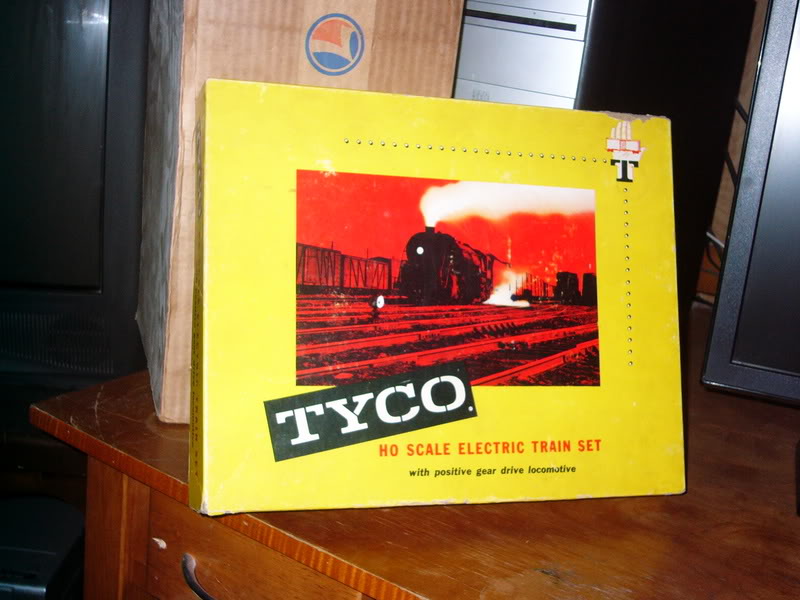 T
TYCO.
HO SCALE ELECTRIC TRAIN SET
with positive gear drive locomotive